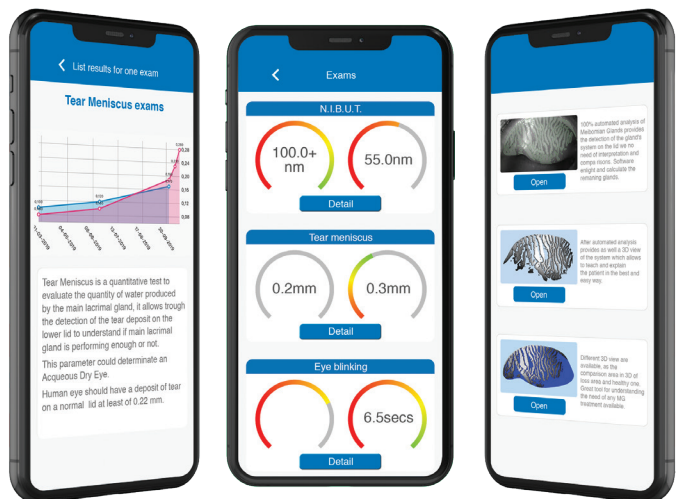 List results for one exam
Tear Meniscus exams
Tear Meniscus is a quantitative test to
evaluate the quantity of water produced
by the main lacrimal gland, it allows trough
the detection of the tear deposit on the
lower lid to understand if main lacrimal
gland is performing enough or not.
This parameter could determinate an
Acqueous Dry Eye.
Human eye should have a deposit of tear
on a normal lid at least of 0.22 mm.
Exams
N.I.B.U.T.
100.0+
nm
55.0nm
Detail
Tear meniscus
0.2mm
0.3mm
Detail
Eye blinking
6.5secs
Detail
100% automated analysis of
Meibomian Glands provides
the detection of the gland's
system on the lid we no
need of interpretation and
compa risons. Software
enlight and calculate the
remaining glands.
Open
After automated analysis
provides as well a 3D view
of the system which allows
to teach and explain
the patient in the best and
easy way.
Open
Different 3D view are
available, as the
comparison area in 3D of
loss area and healthy one.
Great tool for understanding
the need of any MG
treatment available.
Open